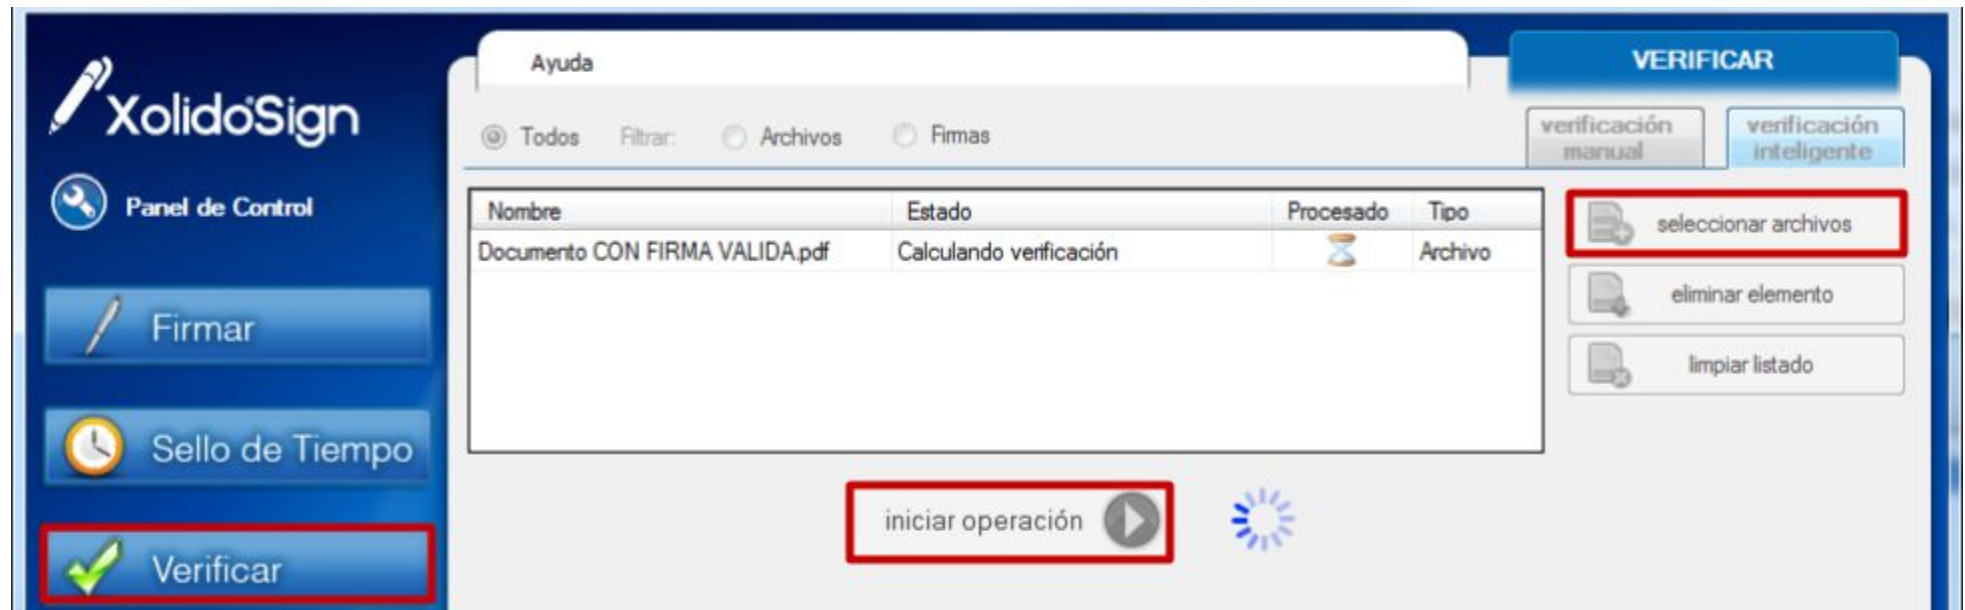 XolidoSign
Panel de Control
Firmar
Sello de Tiempo
Verificar
Ayuda
VERIFICAR
Todos Filtrar: Archivos Firmas
verificación
manual
verificación
inteligente
Nombre Estado Procesado Tipo
Documento CON FIRMA VALIDA.pdf Calculando verificación Archivo
seleccionar archivos
eliminar elemento
limpiar listado
iniciar operación